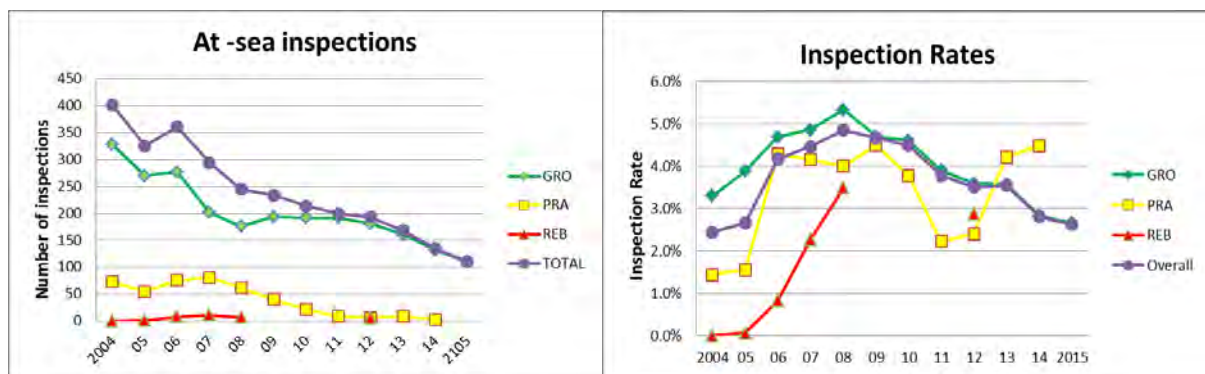 At -sea inspections
Number of inspections
450
400
350
300
250
200
150
100
50
0
2004 05 06 07 08 09 10 11 12 13 14 2105
GRO
PRA
REB
TOTAL
Inspection Rates
Inspection Rate
6.0%
5.0%
4.0%
3.0%
2.0%
1.0%
0.0%
2004 05 06 07 08 09 10 11 12 13 14 2015
GRO
PRA
REB
Overall